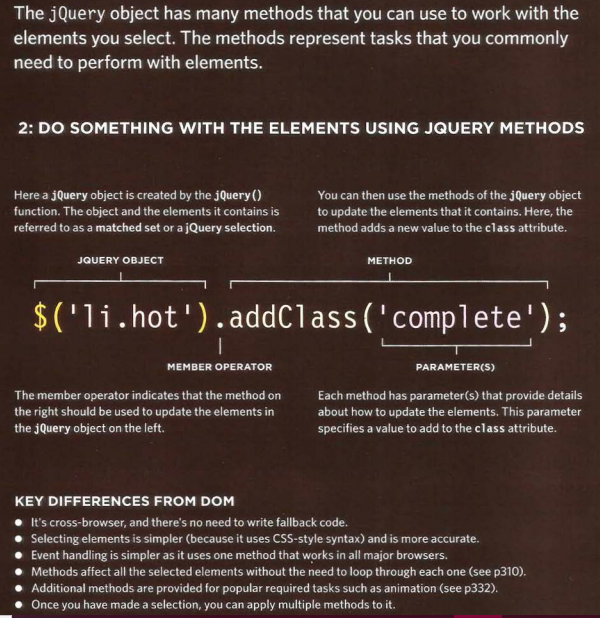 The jQuery object has many methods that you can use to work with the
elements you select. The methods represent tasks that you commonly
need to perform with elements.
2: DO SOMETHING WITH THE ELEMENTS USING JQUERY METHODS
Here a jQuery object is created by the jQuery()
function. The object and the elements it contains is
referred to as a matched set or a jQuery selection.
You can then use the methods of the jQuery object
to update the elements that it contains. Here, the
method adds a new value to the class attribute.
JQUERY OBJECT
METHOD
$('li.hot').addClass('complete');
MEMBER OPERATOR
PARAMETER(S)
The member operator indicates that the method on
the right should be used to update the elements in
the jQuery object on the left.
Each method has parameter(s) that provide details
about how to update the elements. This parameter
specifies a value to add to the class attribute.
KEY DIFFERENCES FROM DOM
● It's cross-browser, and there's no need to write fallback code.
● Selecting elements is simpler (because it uses CSS-style syntax) and is more accurate.
● Event handling is simpler as it uses one method that works in all major browsers.
● Methods affect all the selected elements without the need to loop through each one (see p310).
● Additional methods are provided for popular required tasks such as animation (see p332).
● Once you have made a selection, you can apply multiple methods to it.